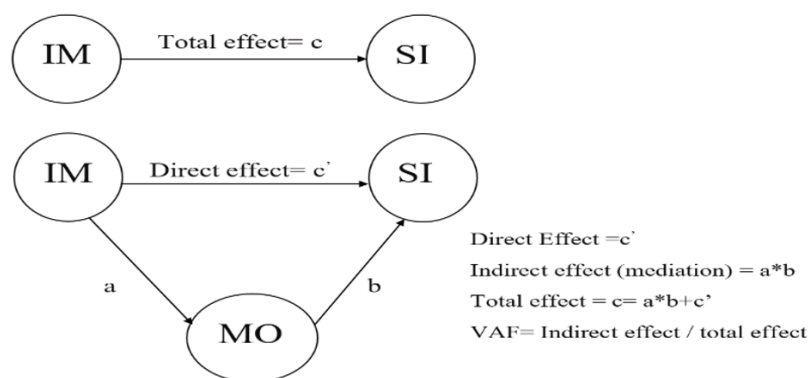 IM
Total effect= c
SI
IM
Direct effect= c'
SI
a
b
MO
Direct Effect =c'
Indirect effect (mediation) = a*b
Total effect = c= a*b+c’
VAF= Indirect effect / total effect